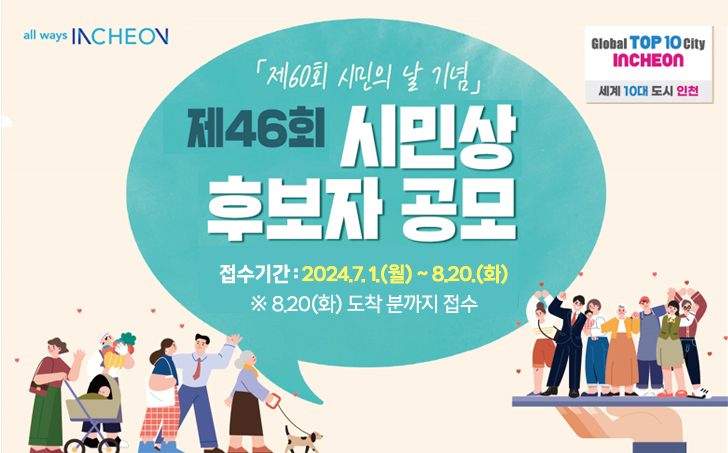 all ways INCHEON
Global TOP 10 City
INCHEON
세계 10대 도시 인천
「제60회 시민의 날 기념」
제46회 시민상
후보자 공모
접수기간 : 2024.7.1.(월) ~ 8.20.(화)
※ 8.20(화) 도착 분까지 접수